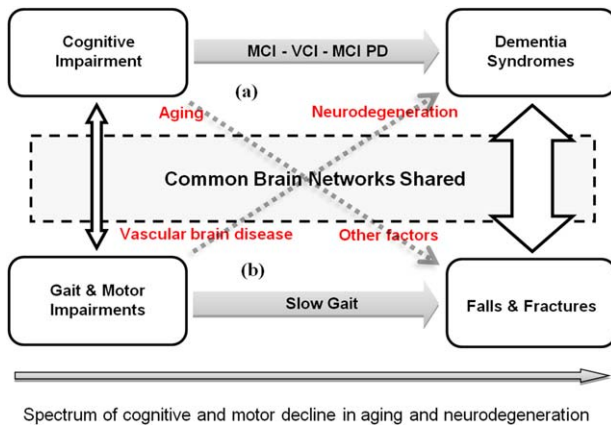 Cognitive
Impairment
MCI - VCI - MCI PD
Dementia
Syndromes
(a)
Aging
Neurodegeneration
Common Brain Networks Shared
Vascular brain disease
Other factors
(b)
Gait & Motor
Impairments
Slow Gait
Falls & Fractures
Spectrum of cognitive and motor decline in aging and neurodegeneration